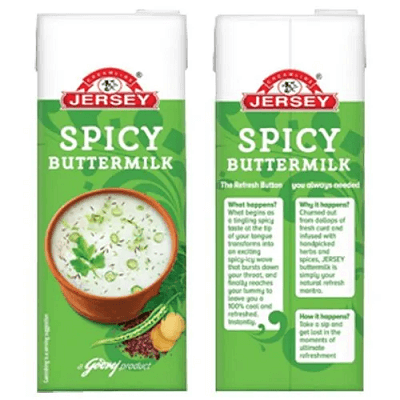 CREAMLINE
JERSEY
SPICY
BUTTERMILK
a Godrej product
CREAMLINE
JERSEY
SPICY
BUTTERMILK
The Refresh Button you always needed
What happens?
What begins as
a tingling spicy
taste at the tip
of your tongue
transforms into
an exciting
spicy-icy wave
that bursts down
your throat, and
finally reaches
your tummy to
leave you a
100% cool and
refreshed.
Instantly.
Why it happens?
Churned out
from dollops of
fresh curd and
infused with
handpicked
herbs and
spices, JERSEY
buttermilk is
simply your
natural refresh
mantra.
How it happens?
Take a sip and
get lost in the
moments of
ultimate
refreshment